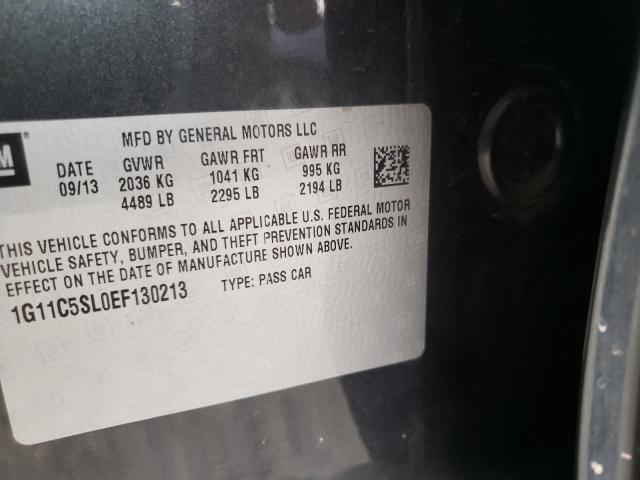 M
MFD BY GENERAL MOTORS LLC
DATE GVWR GAWR FRT GAWR RR
09/13 2036 KG 1041 KG 995 KG
4489 LB 2295 LB 2194 LB
THIS VEHICLE CONFORMS TO ALL APPLICABLE U.S. FEDERAL MOTOR
VEHICLE SAFETY, BUMPER, AND THEFT PREVENTION STANDARDS IN
EFFECT ON THE DATE OF MANUFACTURE SHOWN ABOVE.
1G11C5SL0EF130213 TYPE: PASS CAR